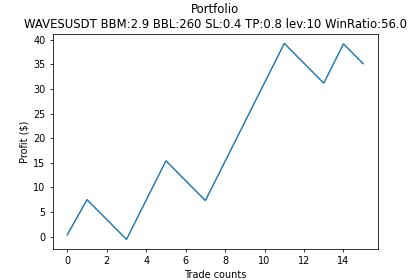 Portfolio
WAVESUSDT BBM:2.9 BBL:260 SL:0.4 TP:0.8 lev:10 WinRatio:56.0
40
35
30
25
20
15
10
5
0
Profit ($)
0 2 4 6 8 10 12 14
Trade counts